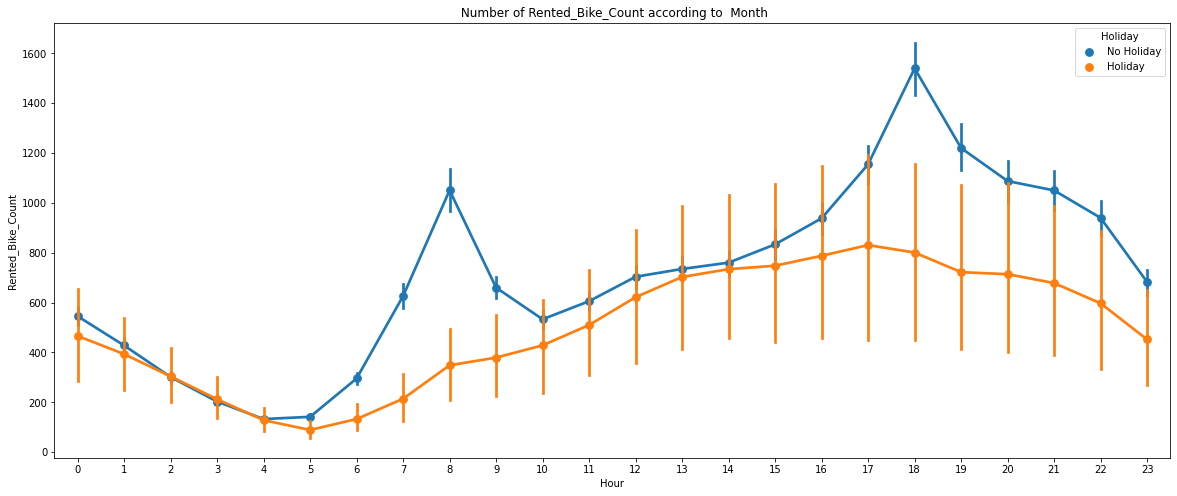 Number of Rented_Bike_Count according to  Month
Holiday
No Holiday
Holiday
Rented_Bike_Count
1600
1400
1200
1000
800
600
400
200
0
0 1 2 3 4 5 6 7 8 9 10 11 12 13 14 15 16 17 18 19 20 21 22 23
Hour